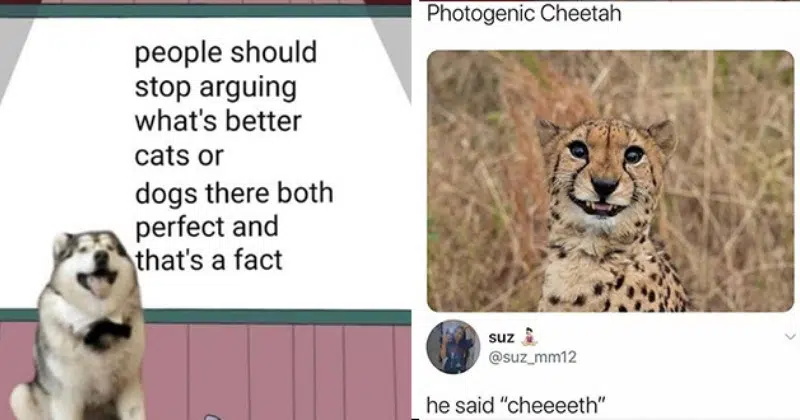 people should
stop arguing
what's better
cats or
dogs there both
perfect and
that's a fact
Photogenic Cheetah
suz
@suz_mm12
he said “cheeeeth”